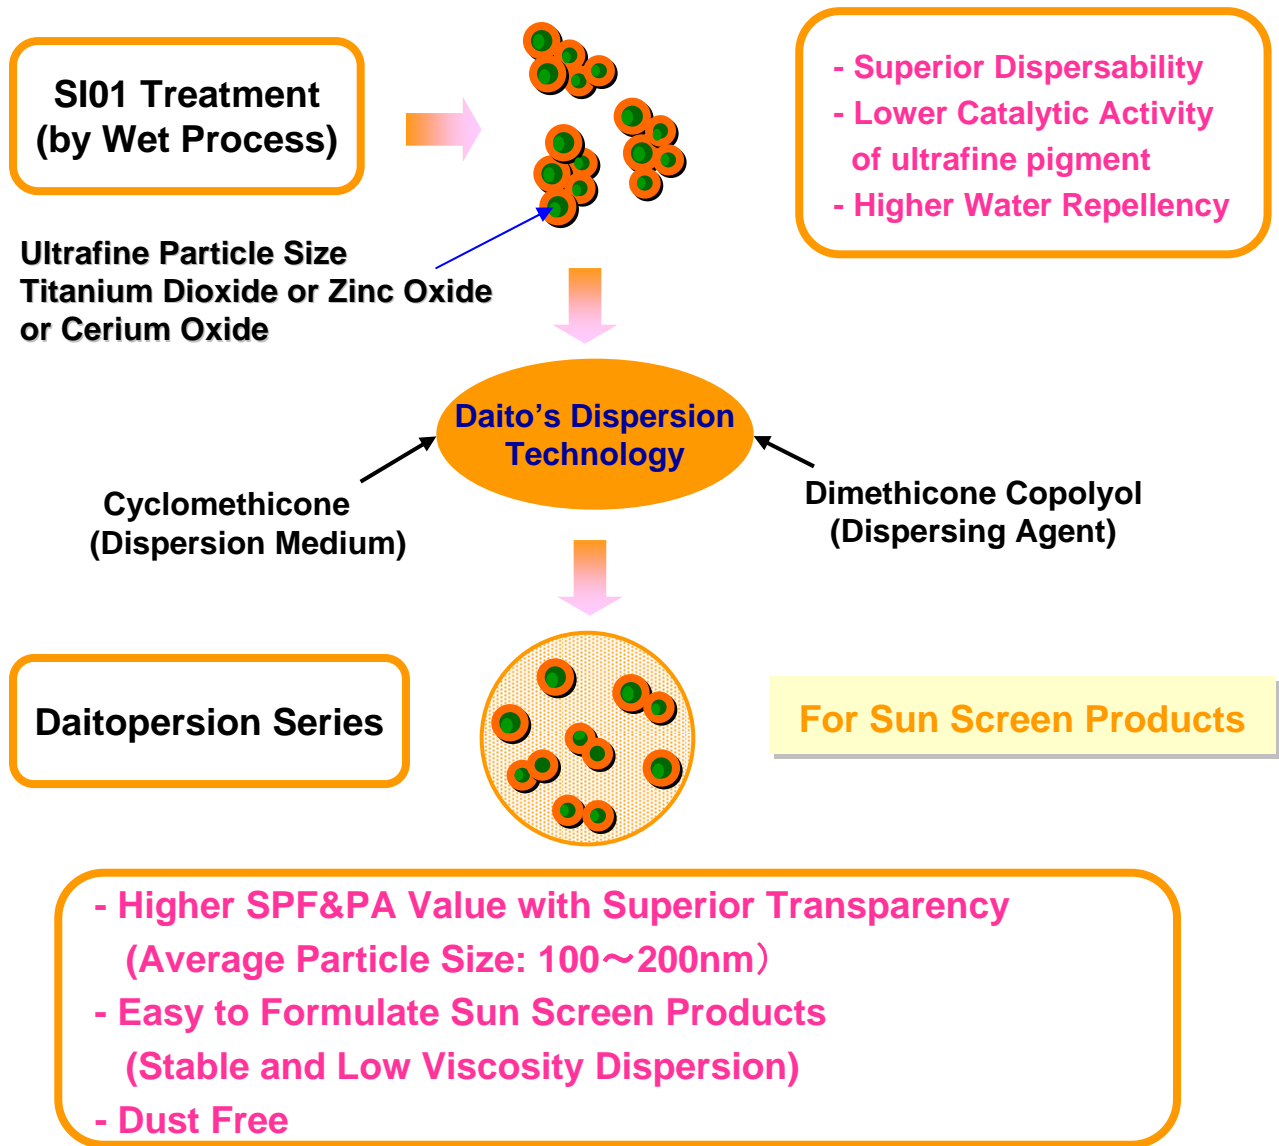 SI01 Treatment
(by Wet Process)
- Superior Dispersability
- Lower Catalytic Activity
of ultrafine pigment
- Higher Water Repellency
Ultrafine Particle Size
Titanium Dioxide or Zinc Oxide
or Cerium Oxide
Daito’s Dispersion
Technology
Cyclomethicone
(Dispersion Medium)
Dimethicone Copolyol
(Dispersing Agent)
Daitopersion Series
For Sun Screen Products
- Higher SPF&PA Value with Superior Transparency
(Average Particle Size: 100～200nm）
- Easy to Formulate Sun Screen Products
(Stable and Low Viscosity Dispersion)
- Dust Free